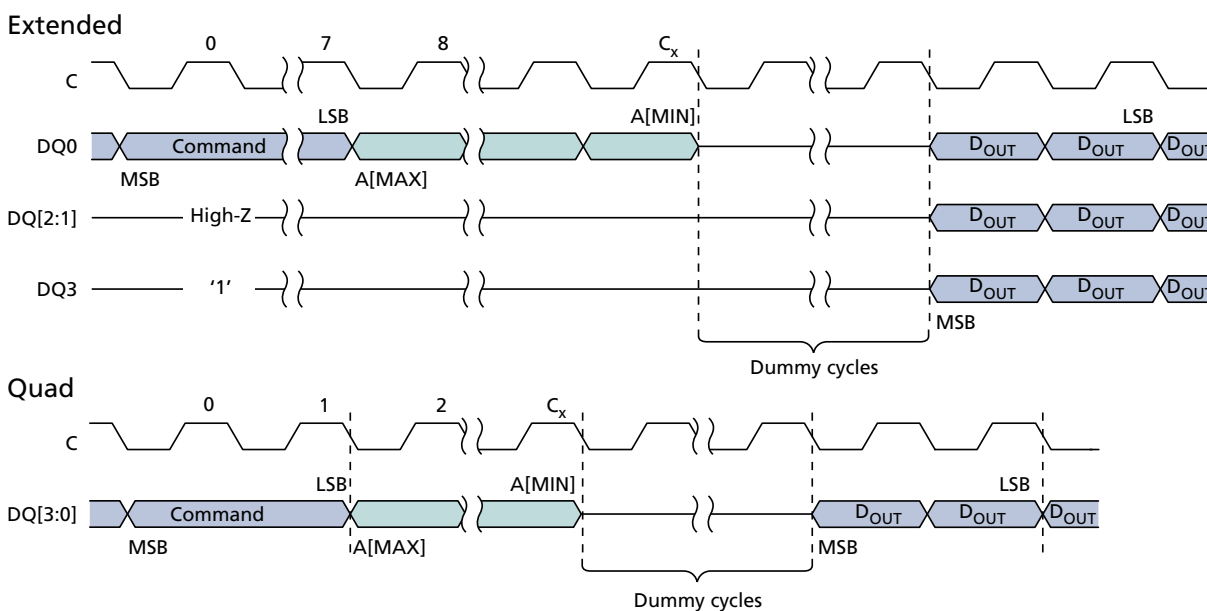 Extended
0 7 8 Cx
C
LSB A[MIN] LSB
DQ0 Command DOUT DOUT DOUT
MSB A[MAX]
DQ[2:1] High-Z DOUT DOUT DOUT
DQ3 ‘1’ DOUT DOUT DOUT
MSB
Dummy cycles
Quad
0 1 2 Cx
C
LSB A[MIN] LSB
DQ[3:0] Command DOUT DOUT DOUT
MSB A[MAX] MSB
Dummy cycles